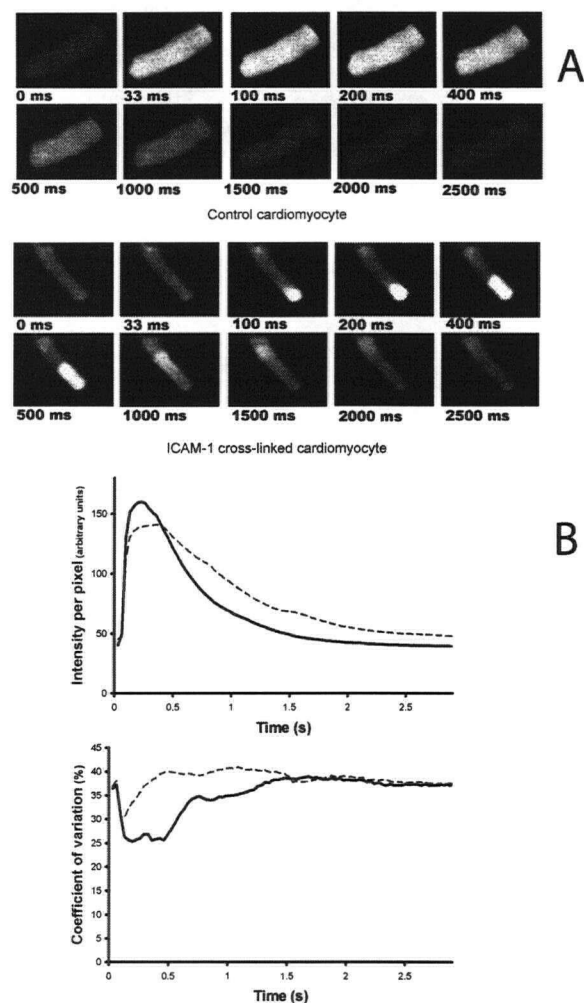 A
0 ms 33 ms 100 ms 200 ms 400 ms
500 ms 1000 ms 1500 ms 2000 ms 2500 ms
Control cardiomyocyte
0 ms 33 ms 100 ms 200 ms 400 ms
500 ms 1000 ms 1500 ms 2000 ms 2500 ms
ICAM-1 cross-linked cardiomyocyte
B
Intensity per pixel (arbitrary units)
150
100
50
0
0 0.5 1 1.5 2 2.5
Time (s)
Coefficient of variation (%)
45
40
35
30
25
20
15
10
5
0
0 0.5 1 1.5 2 2.5
Time (s)